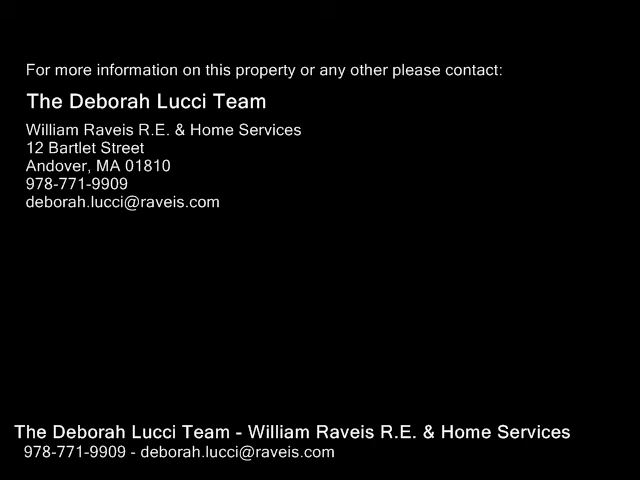 For more information on this property or any other please contact:
The Deborah Lucci Team
William Raveis R.E. & Home Services
12 Bartlet Street
Andover, MA 01810
978-771-9909
deborah.lucci@raveis.com
The Deborah Lucci Team - William Raveis R.E. & Home Services
978-771-9909 - deborah.lucci@raveis.com